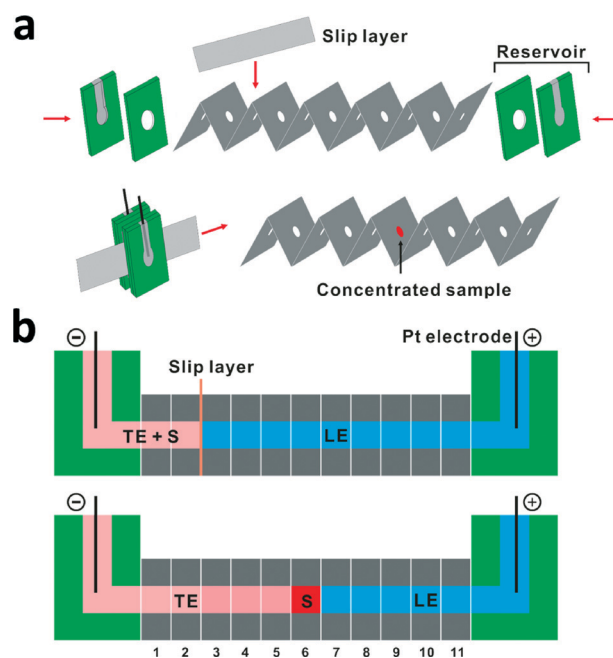 a
Slip layer
Reservoir
Concentrated sample
b
− Pt electrode +
Slip layer
TE + S LE
− +
TE S LE
1 2 3 4 5 6 7 8 9 10 11